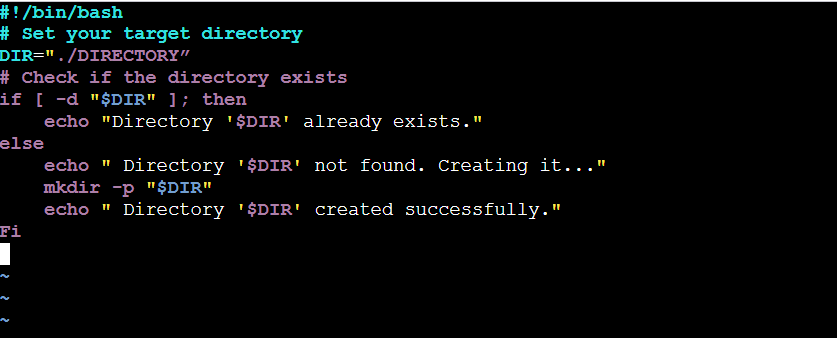 #!/bin/bash
# Set your target directory
DIR="./DIRECTORY”
# Check if the directory exists
if [ -d "$DIR" ]; then
    echo "Directory '$DIR' already exists."
else
    echo " Directory '$DIR' not found. Creating it..."
    mkdir -p "$DIR"
    echo " Directory '$DIR' created successfully."
Fi
~
~
~